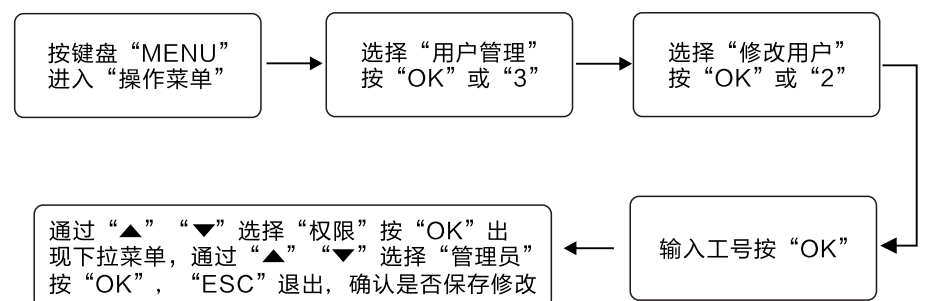 按键盘“MENU”
进入“操作菜单”
选择“用户管理”
按“OK”或“3”
选择“修改用户”
按“OK”或“2”
输入工号按“OK”
通过“▲” “▼”选择“权限”按“OK”出
现下拉菜单，通过“▲” “▼”选择“管理员”
按“OK”， “ESC”退出，确认是否保存修改